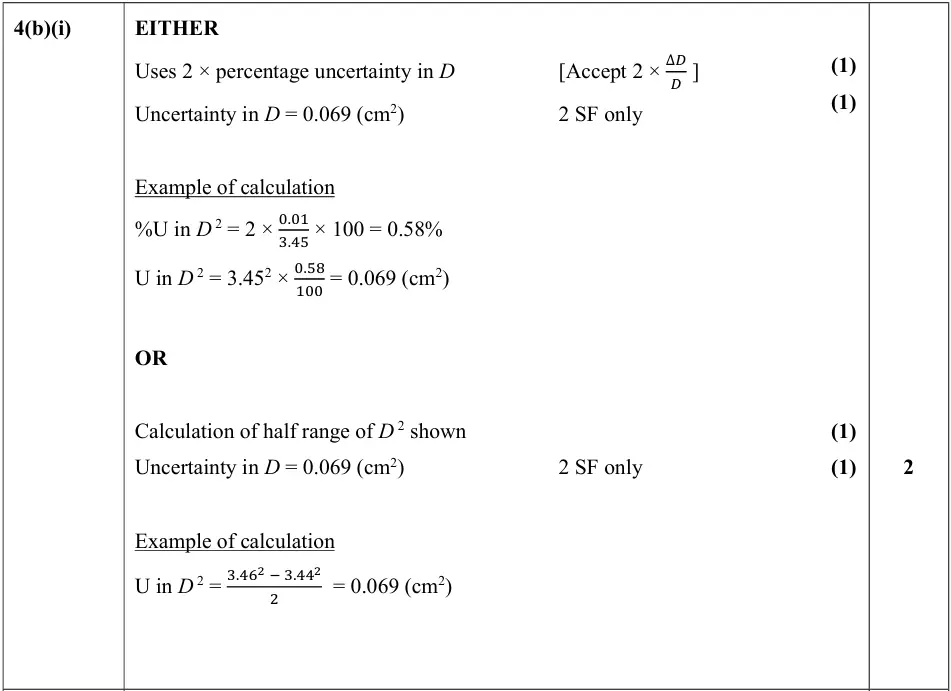 4(b)(i) EITHER
Uses 2 × percentage uncertainty in D [Accept 2 × ΔD/D ] (1)
Uncertainty in D = 0.069 (cm²) 2 SF only (1)
Example of calculation
%U in D² = 2 × 0.01/3.45 × 100 = 0.58%
U in D² = 3.45² × 0.58/100 = 0.069 (cm²)
OR
Calculation of half range of D² shown (1)
Uncertainty in D = 0.069 (cm²) 2 SF only (1) 2
Example of calculation
U in D² = 3.46² − 3.44²/2 = 0.069 (cm²)